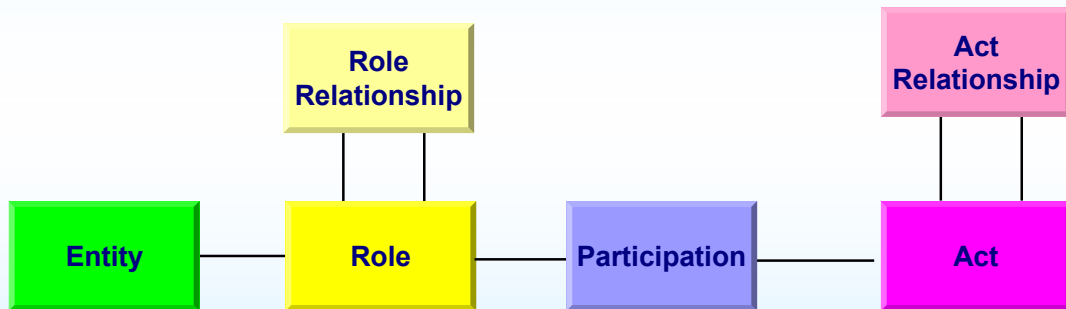 Role
Relationship
Act
Relationship
Entity
Role
Participation
Act